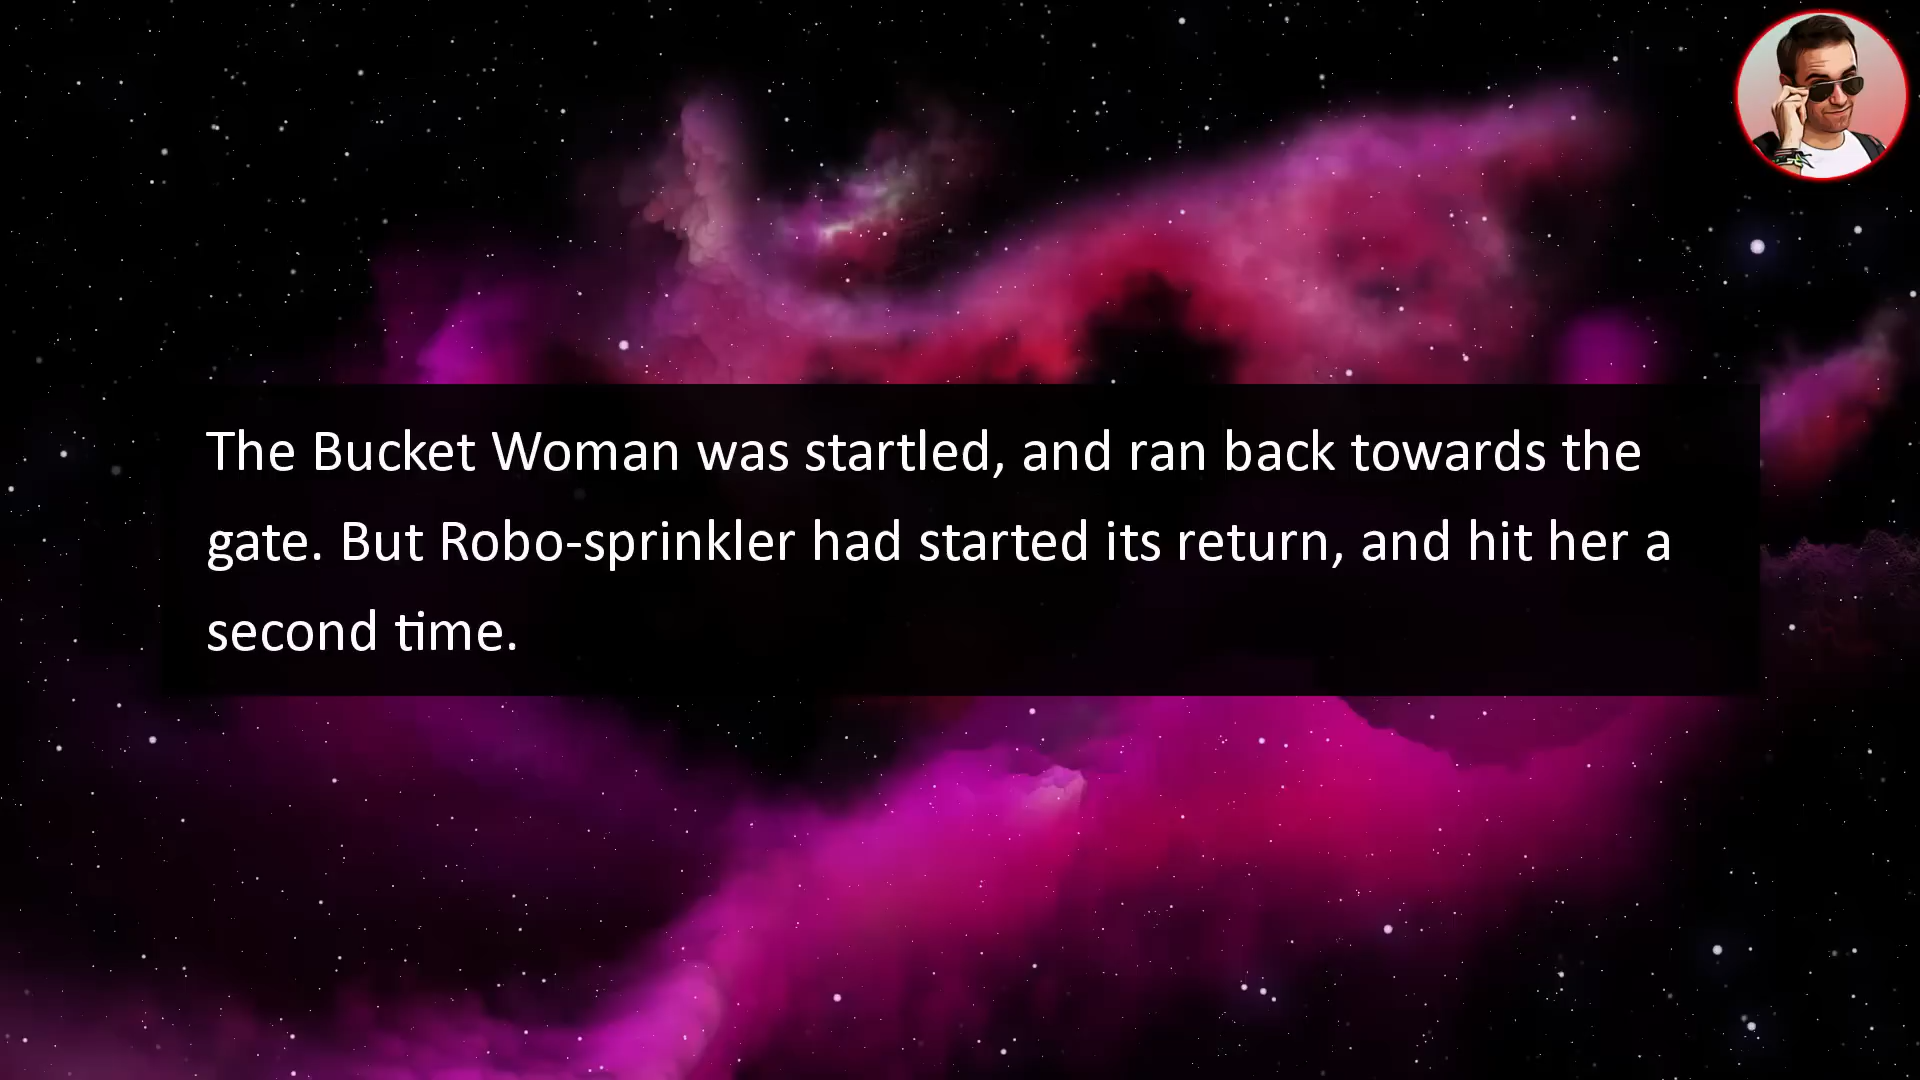 The Bucket Woman was startled, and ran back towards the
gate. But Robo-sprinkler had started its return, and hit her a
second time.